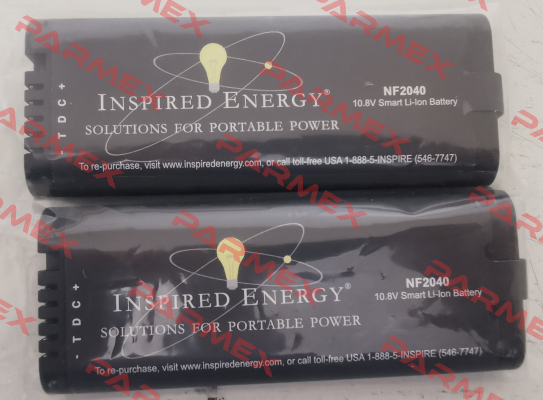 INSPIRED ENERGY®
SOLUTIONS FOR PORTABLE POWER
NF2040
10.8V Smart Li-Ion Battery
- T D C +
To re-purchase, visit www.inspiredenergy.com, or call toll-free USA 1-888-5-INSPIRE (546-7747)
INSPIRED ENERGY®
SOLUTIONS FOR PORTABLE POWER
NF2040
10.8V Smart Li-Ion Battery
- T D C +
To re-purchase, visit www.inspiredenergy.com, or call toll-free USA 1-888-5-INSPIRE (546-7747)
PARMEX